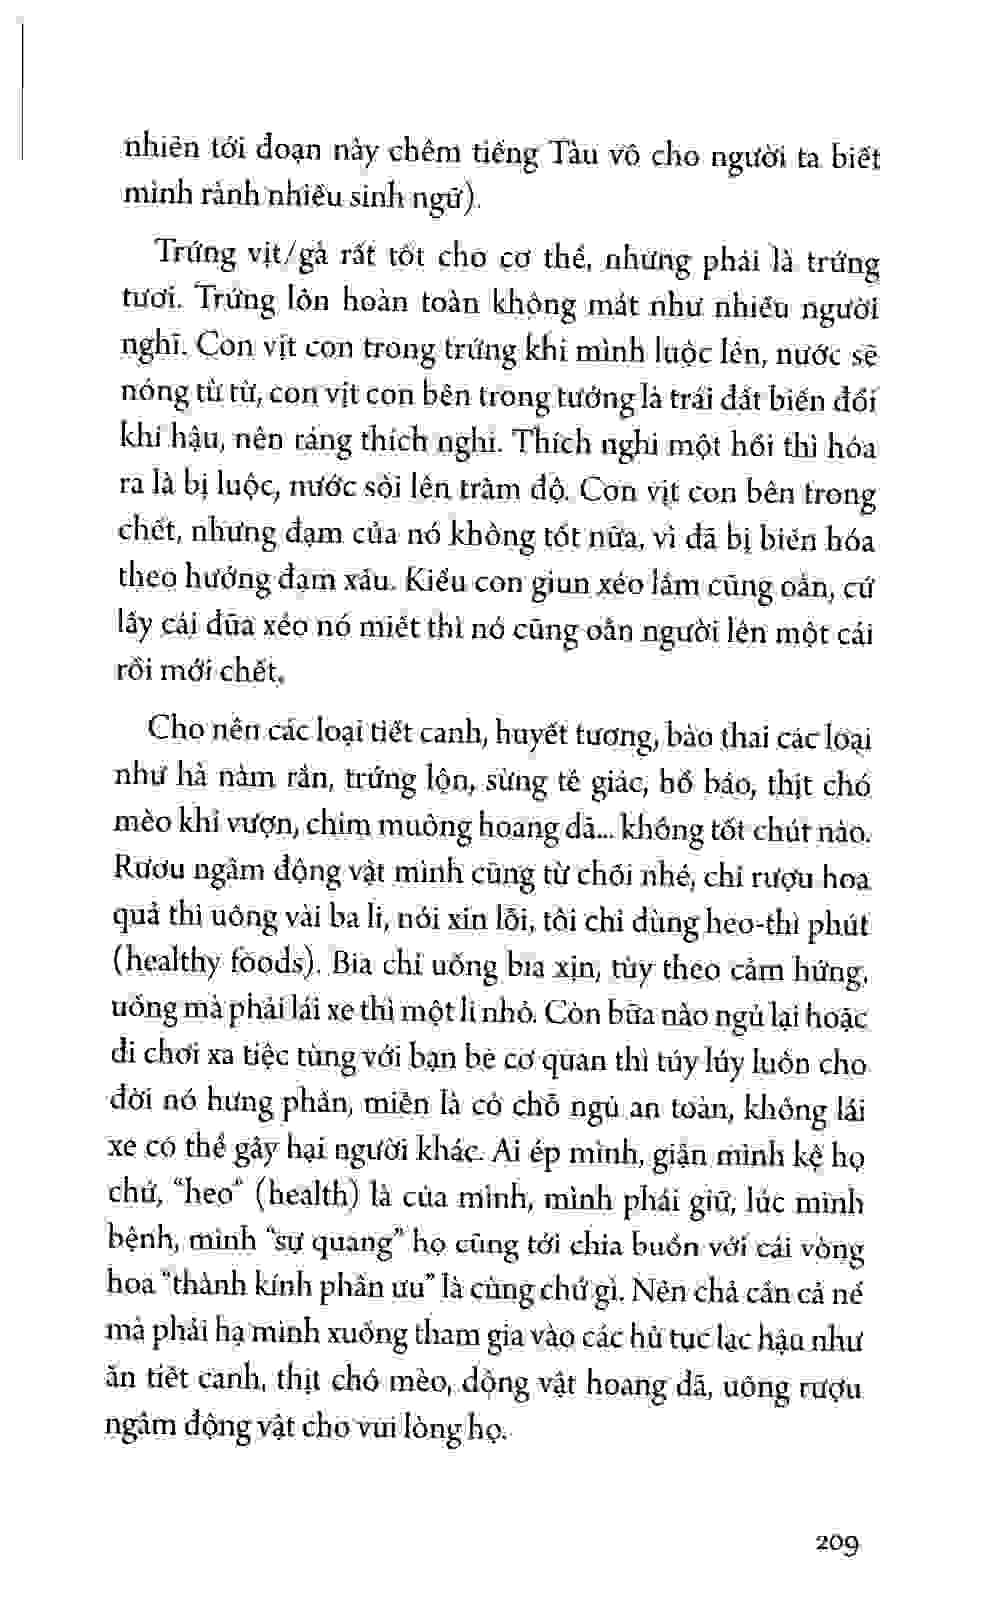 nhiên tới đoạn này chêm tiếng Tàu vô cho người ta biết
mình rành nhiều sinh ngữ).
Trứng vịt/gà rất tốt cho cơ thể, nhưng phải là trứng
tươi. Trứng lộn hoàn toàn không mát như nhiều người
nghĩ. Con vịt con trong trứng khi mình luộc lên, nước sẽ
nóng từ từ, con vịt con bên trong tưởng là trái đất biến đổi
khí hậu, nên ráng thích nghi. Thích nghi một hồi thì hóa
ra là bị luộc, nước sôi lên trăm độ. Con vịt con bên trong
chết, nhưng đạm của nó không tốt nữa, vì đã bị biến hóa
theo hướng đạm xấu. Kiểu con giun xéo lắm cũng oằn, cứ
lấy cái đũa xéo nó miết thì nó cũng oằn người lên một cái
rồi mới chết.
Cho nên các loại tiết canh, huyết tương, bào thai các loại
như hà nàm rắn, trứng lộn, sừng tê giác, hổ báo, thịt chó
mèo khỉ vượn, chim muông hoang dã... không tốt chút nào.
Rượu ngâm động vật mình cũng từ chối nhé, chỉ rượu hoa
quả thì uống vài ba li, nói xin lỗi, tôi chỉ dùng heo-thì phút
(healthy foods). Bia chỉ uống bia xịn, tùy theo cảm hứng,
uống mà phải lái xe thì một li nhỏ. Còn bữa nào ngủ lại hoặc
đi chơi xa tiệc tùng với bạn bè cơ quan thì túy lúy luôn cho
đời nó hưng phấn, miễn là có chỗ ngủ an toàn, không lái
xe có thể gây hại người khác. Ai ép mình, giận mình kệ họ
chứ, "heo" (health) là của mình, mình phải giữ, lúc mình
bệnh, mình "sự quang" họ cũng tới chia buồn với cái vòng
hoa "thành kính phân ưu" là cùng chứ gì. Nên chả cần cả nể
mà phải hạ mình xuống tham gia vào các hủ tục lạc hậu như
ăn tiết canh, thịt chó mèo, động vật hoang dã, uống rượu
ngâm động vật cho vui lòng họ.
209